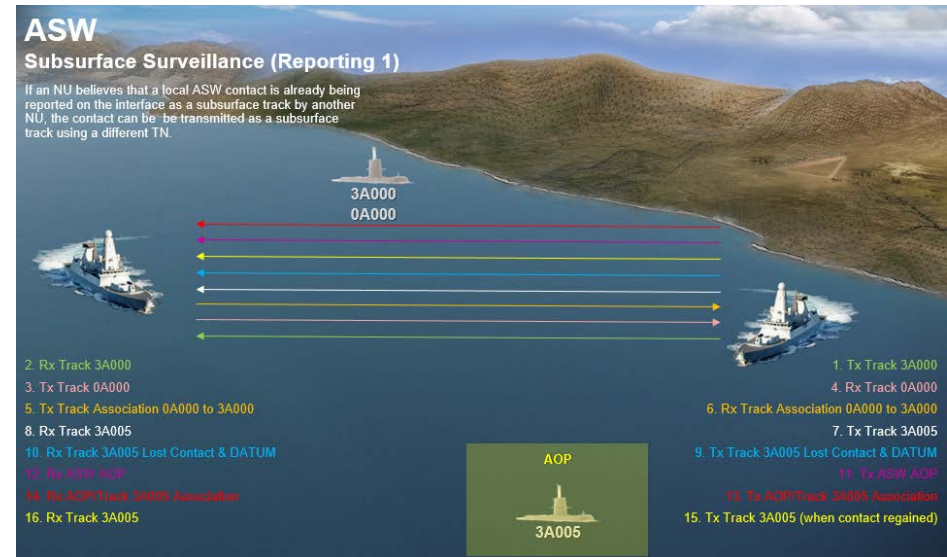 ASW
Subsurface Surveillance (Reporting 1)
If an NU believes that a local ASW contact is already being
reported on the interface as a subsurface track by another
NU, the contact can be be transmitted as a subsurface
track using a different TN.
3A000
0A000
2. Rx Track 3A000
3. Tx Track 0A000
5. Tx Track Association 0A000 to 3A000
8. Rx Track 3A005
10. Rx Track 3A005 Lost Contact & DATUM
12. Rx ASW AOP
14. Rx AOP/Track 3A005 Association
16. Rx Track 3A005
AOP
3A005
1. Tx Track 3A000
4. Rx Track 0A000
6. Rx Track Association 0A000 to 3A000
7. Tx Track 3A005
9. Tx Track 3A005 Lost Contact & DATUM
11. Tx ASW AOP
13. Tx AOP/Track 3A005 Association
15. Tx Track 3A005 (when contact regained)